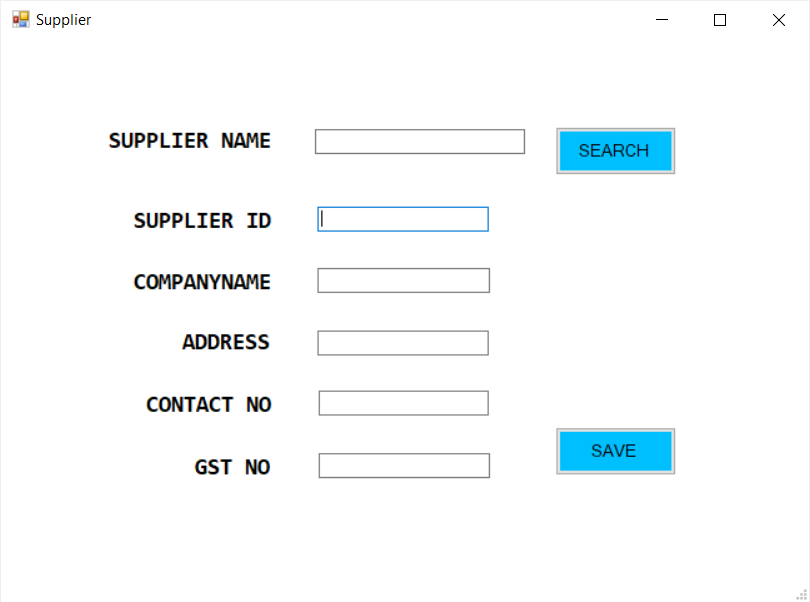 Supplier
SUPPLIER NAME
SEARCH
SUPPLIER ID
COMPANYNAME
ADDRESS
CONTACT NO
SAVE
GST NO